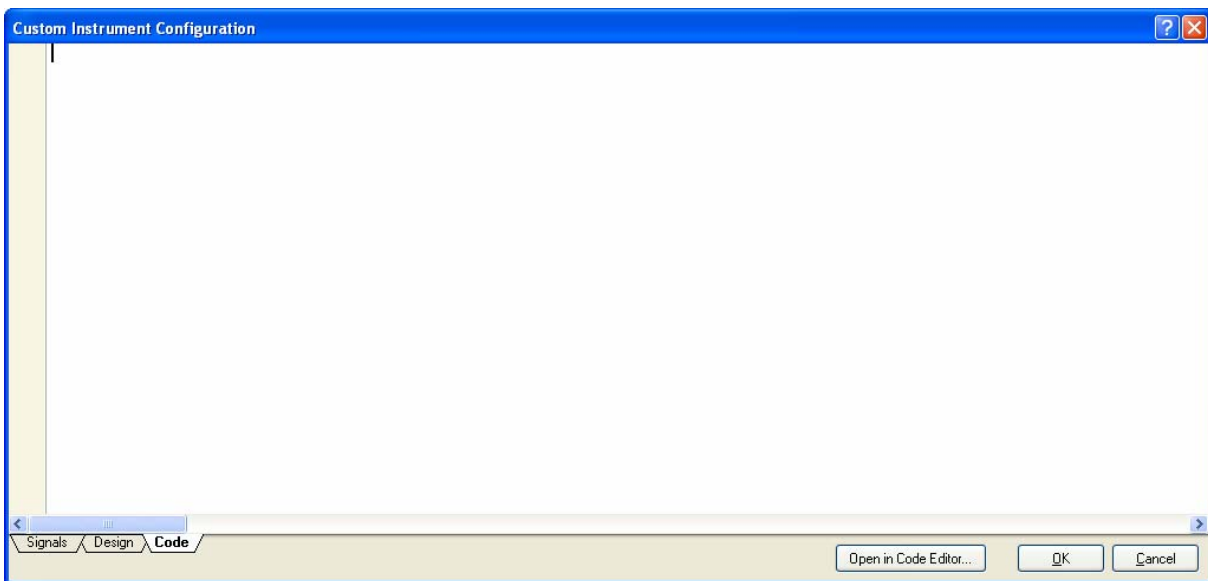 Custom Instrument Configuration
Signals Design Code
Open in Code Editor... OK Cancel